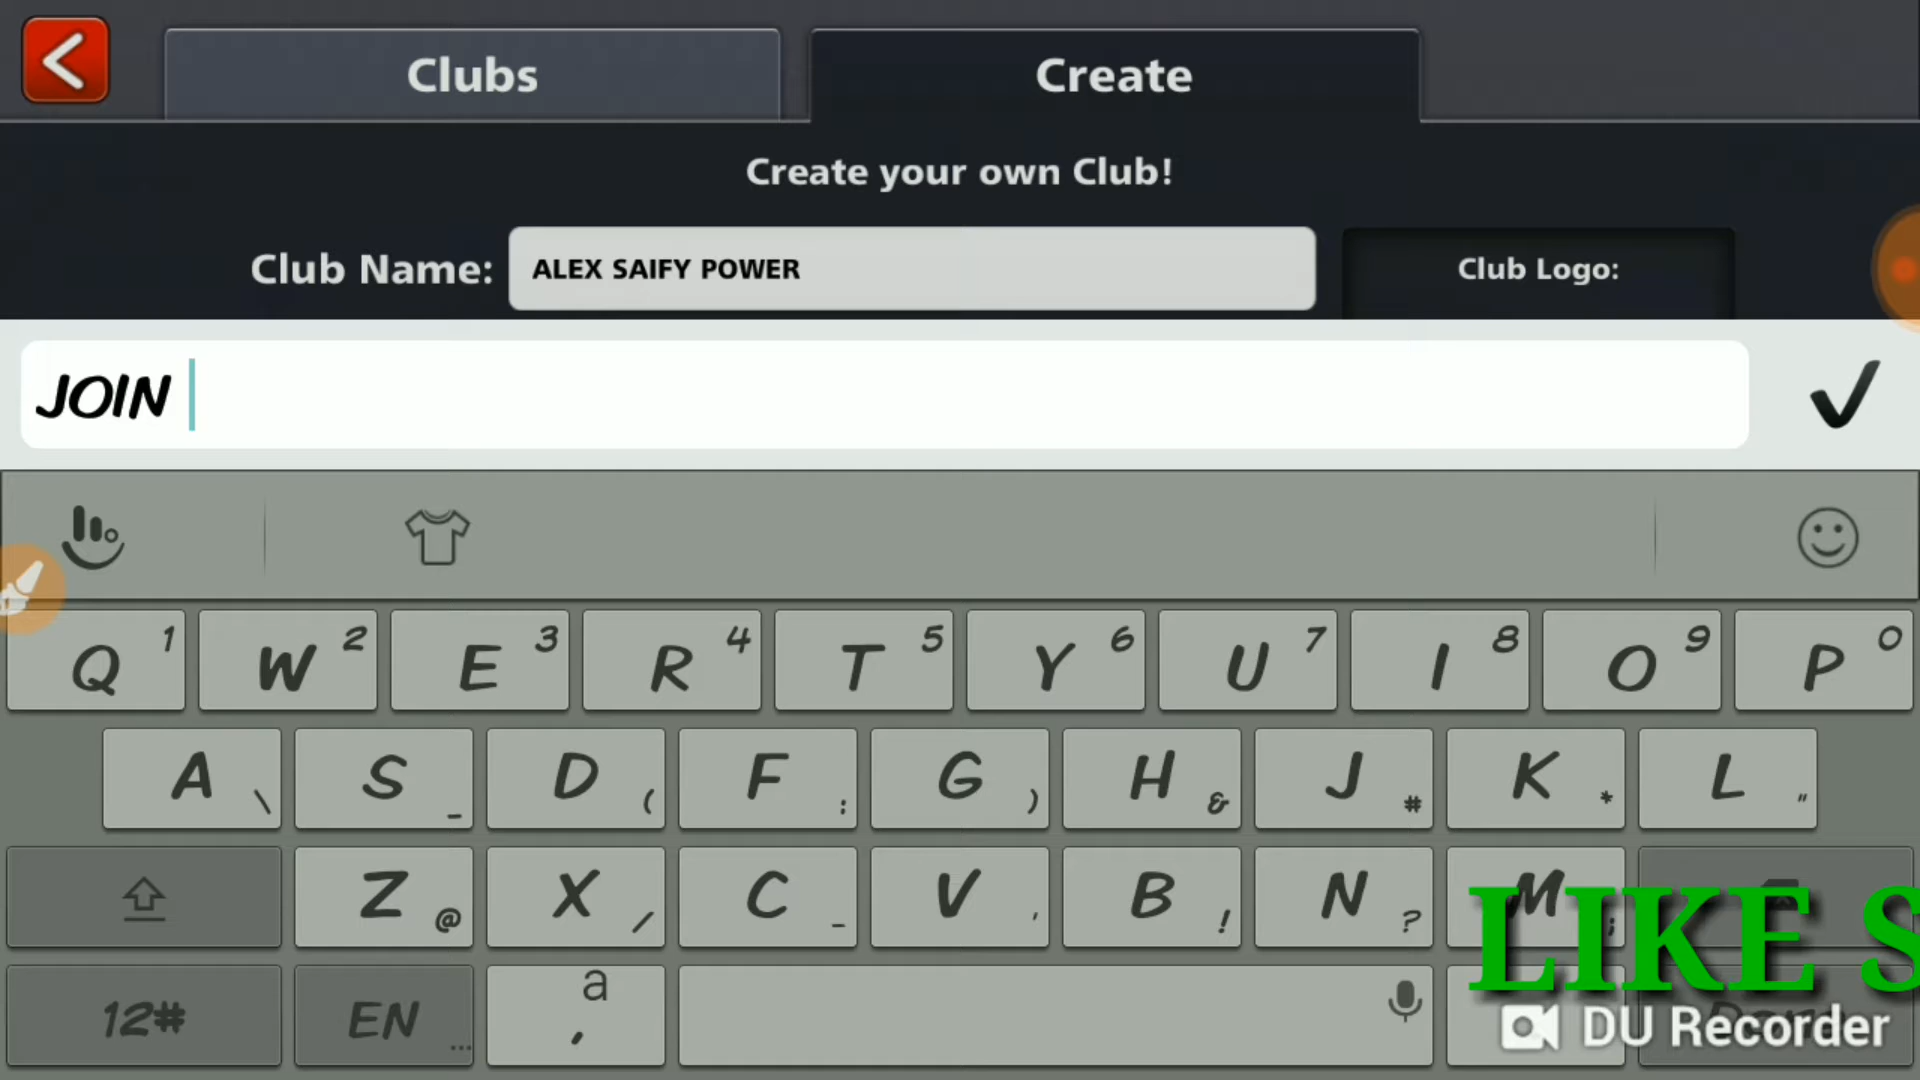 Clubs
Create
Create your own Club!
Club Name:
ALEX SAIFY POWER
Club Logo:
JOIN
Q 1 W 2 E 3 R 4 T 5 Y 6 U 7 I 8 O 9 P 0
A \ S _ D ( F : G ) H & J # K * L "
Z @ X / C - V ' B ! N ? M ;
LIKE S
12# EN ... a ,
DU Recorder